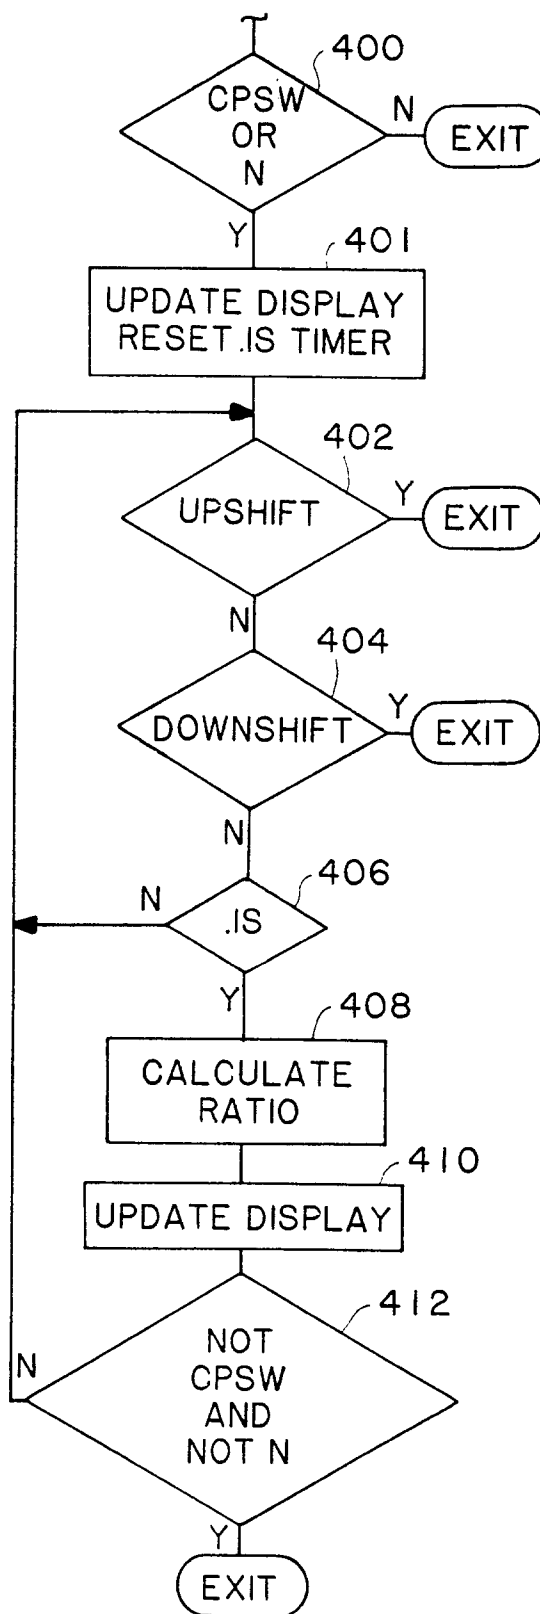 400
CPSW
OR
N
N
EXIT
Y
401
UPDATE DISPLAY
RESET .IS TIMER
402
UPSHIFT
Y
EXIT
N
404
DOWNSHIFT
Y
EXIT
N
406
.IS
N
Y
408
CALCULATE
RATIO
410
UPDATE DISPLAY
412
NOT
CPSW
AND
NOT N
N
Y
EXIT